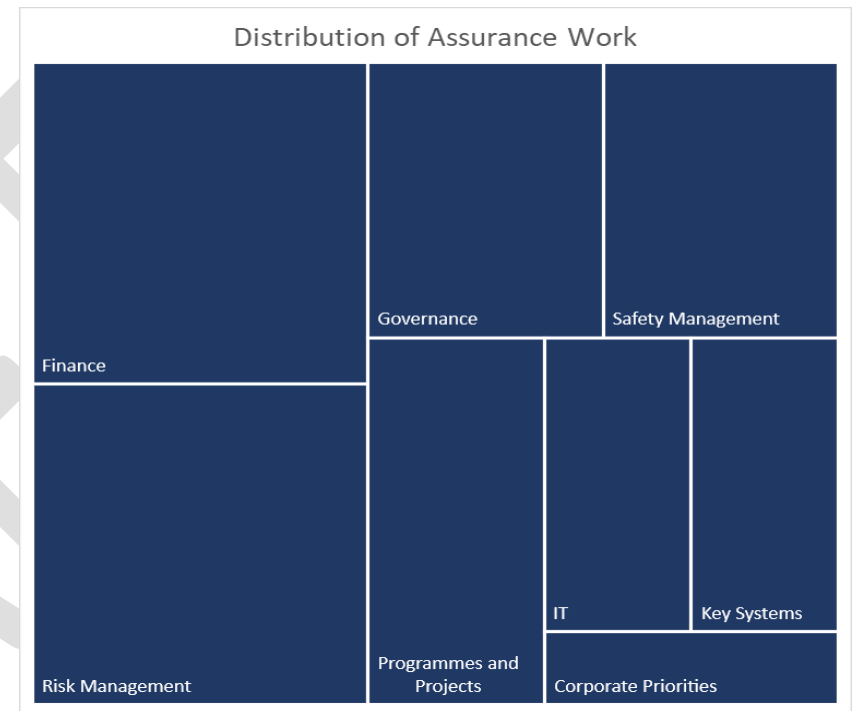 Distribution of Assurance Work
Governance
Safety Management
Finance
IT
Key Systems
Programmes and
Projects
Risk Management
Corporate Priorities